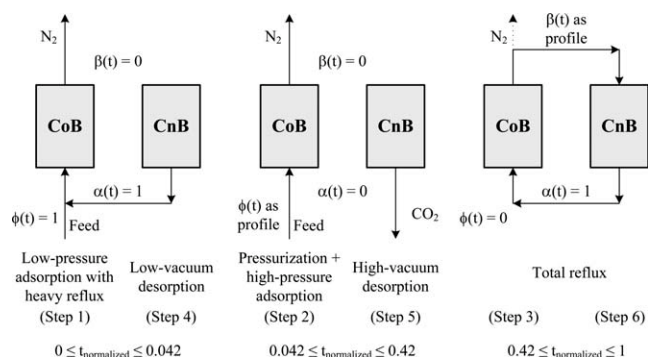 N₂
β(t) = 0
CoB
CnB
α(t) = 1
ϕ(t) = 1
Feed
Low-pressure
adsorption with
heavy reflux
(Step 1)
Low-vacuum
desorption
(Step 4)
0 ≤ t_normalized ≤ 0.042
N₂
β(t) = 0
CoB
CnB
α(t) = 0
ϕ(t) as
profile
Feed
CO₂
Pressurization +
high-pressure
adsorption
(Step 2)
High-vacuum
desorption
(Step 5)
0.042 ≤ t_normalized ≤ 0.42
N₂
β(t) as
profile
CoB
CnB
α(t) = 1
ϕ(t) = 0
Total reflux
(Step 3)
(Step 6)
0.42 ≤ t_normalized ≤ 1